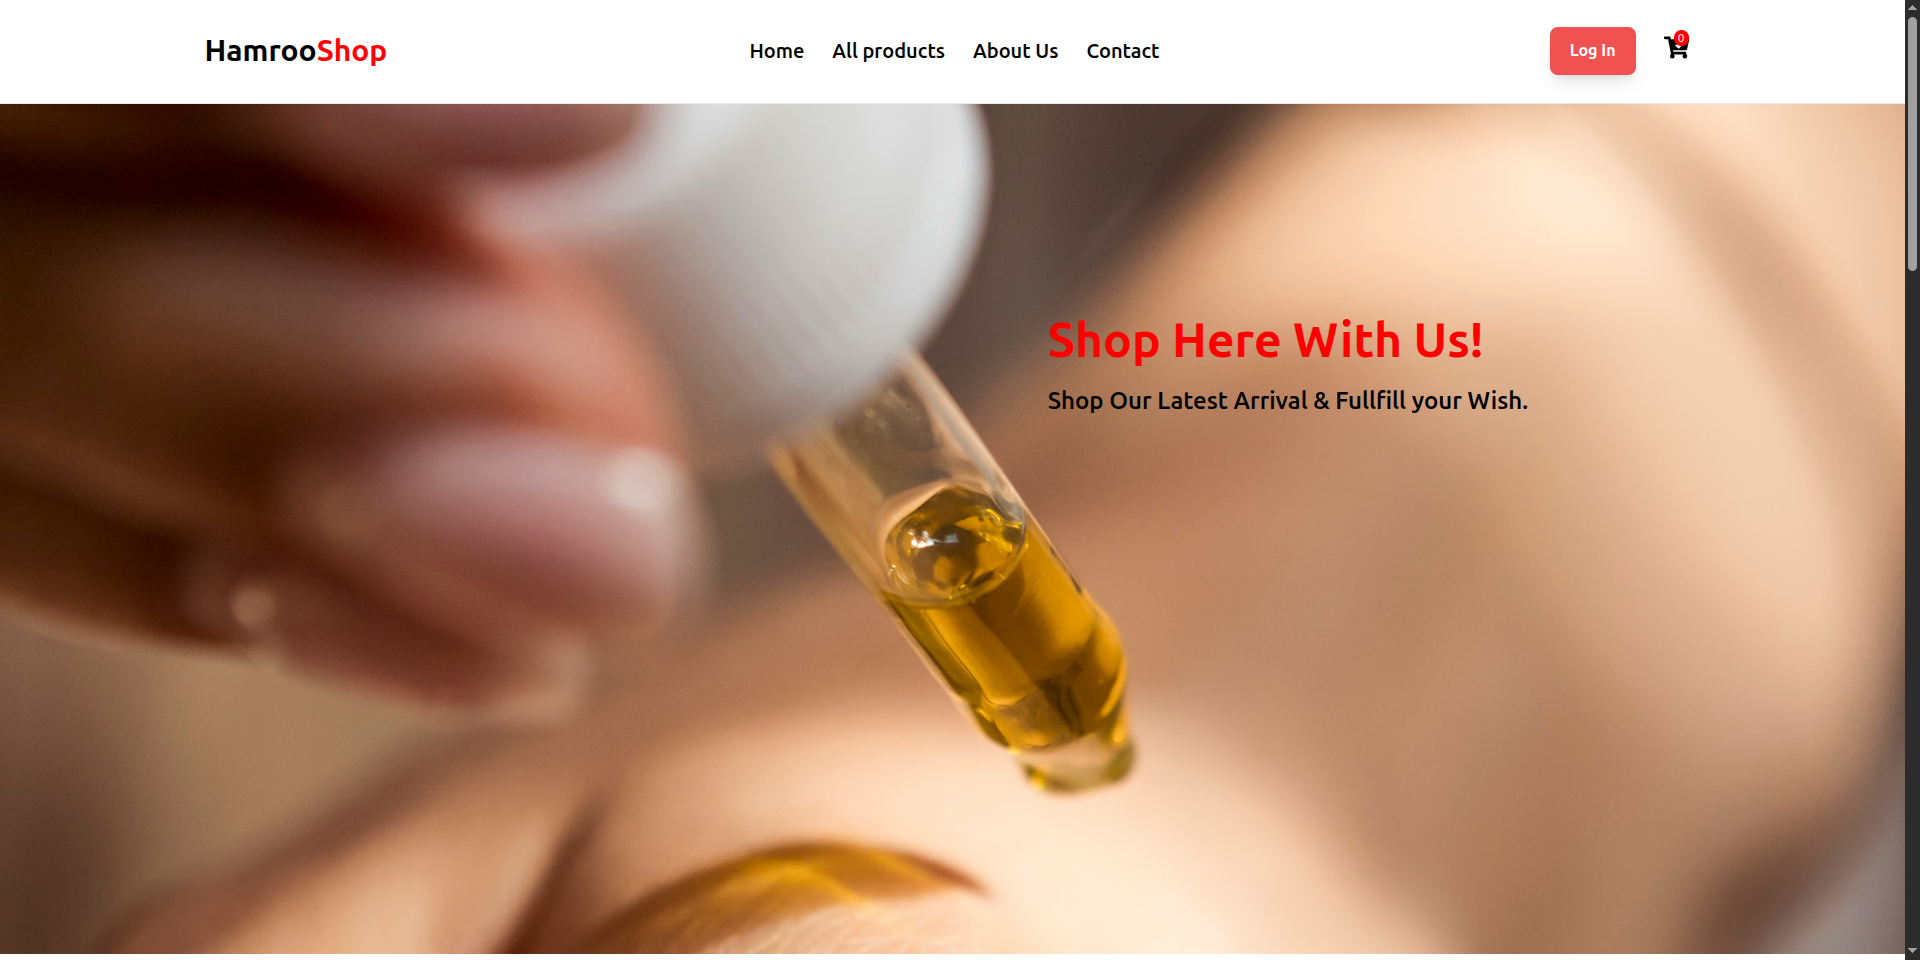 HamrooShop
Home All products About Us Contact
Log In
0
Shop Here With Us!
Shop Our Latest Arrival & Fullfill your Wish.